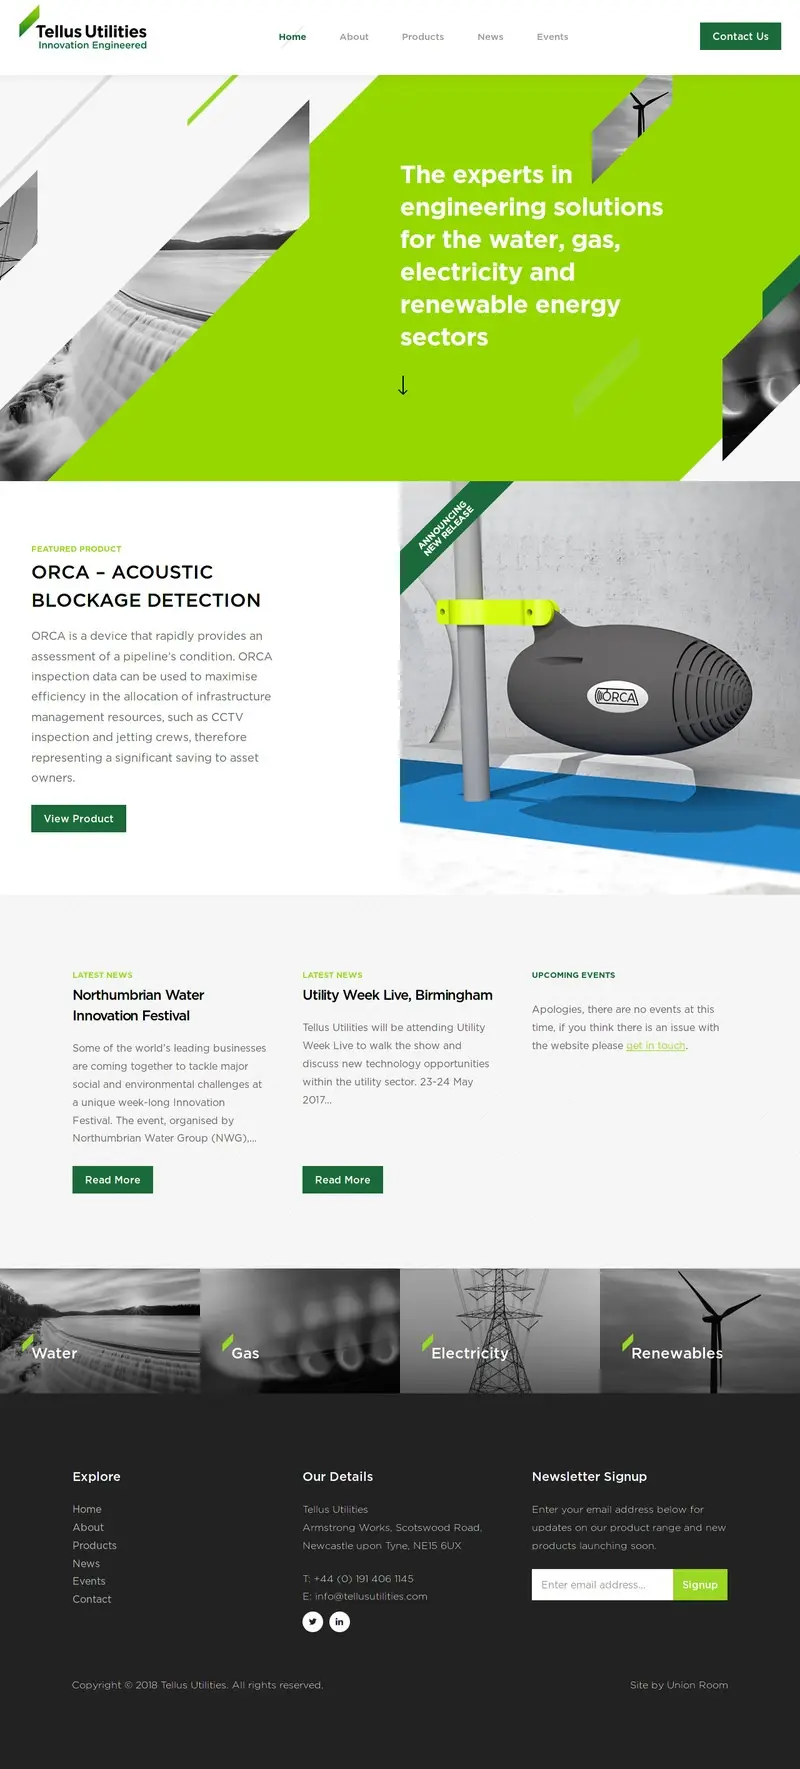 Tellus Utilities
Innovation Engineered
Home
About
Products
News
Events
Contact Us
The experts in
engineering solutions
for the water, gas,
electricity and
renewable energy
sectors
ANNOUNCING
NEW RELEASE
FEATURED PRODUCT
ORCA – ACOUSTIC
BLOCKAGE DETECTION
ORCA is a device that rapidly provides an
assessment of a pipeline's condition. ORCA
inspection data can be used to maximise
efficiency in the allocation of infrastructure
management resources, such as CCTV
inspection and jetting crews, therefore
representing a significant saving to asset
owners.
View Product
ORCA
LATEST NEWS
Northumbrian Water
Innovation Festival
Some of the world's leading businesses
are coming together to tackle major
social and environmental challenges at
a unique week-long Innovation
Festival. The event, organised by
Northumbrian Water Group (NWG),...
Read More
LATEST NEWS
Utility Week Live, Birmingham
Tellus Utilities will be attending Utility
Week Live to walk the show and
discuss new technology opportunities
within the utility sector. 23-24 May
2017...
Read More
UPCOMING EVENTS
Apologies, there are no events at this
time, if you think there is an issue with
the website please get in touch.
Water
Gas
Electricity
Renewables
Explore
Home
About
Products
News
Events
Contact
Our Details
Tellus Utilities
Armstrong Works, Scotswood Road,
Newcastle upon Tyne, NE15 6UX
T: +44 (0) 191 406 1145
E: info@tellusutilities.com
Newsletter Signup
Enter your email address below for
updates on our product range and new
products launching soon.
Enter email address...
Signup
Copyright © 2018 Tellus Utilities. All rights reserved.
Site by Union Room